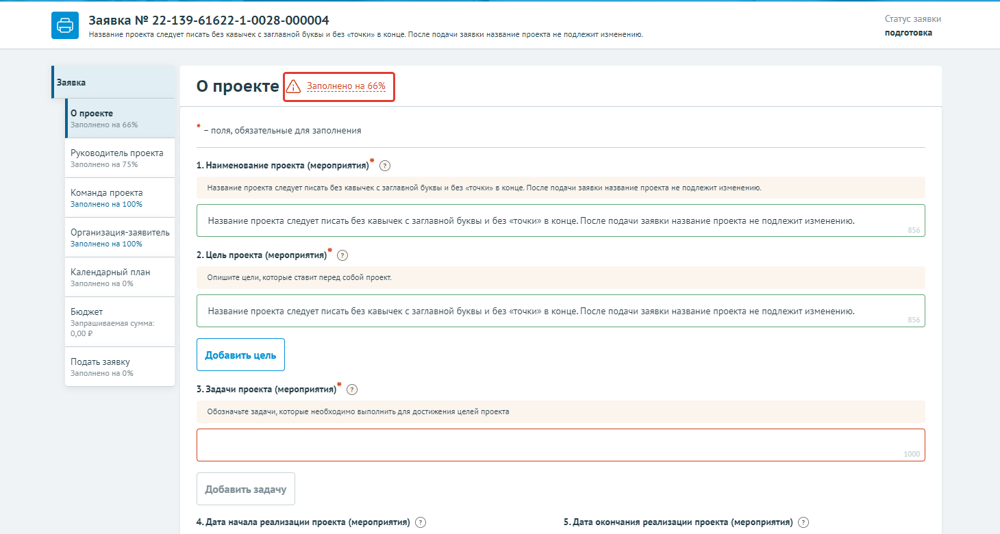 Заявка № 22-139-61622-1-0028-000004
Название проекта следует писать без кавычек с заглавной буквы и без «точки» в конце. После подачи заявки название проекта не подлежит изменению.
Статус заявки
подготовка
Заявка
О проекте
Заполнено на 66%
Руководитель проекта
Заполнено на 75%
Команда проекта
Заполнено на 100%
Организация-заявитель
Заполнено на 100%
Календарный план
Заполнено на 0%
Бюджет
Запрашиваемая сумма:
0,00 ₽
Подать заявку
Заполнено на 0%
О проекте Заполнено на 66%
* – поля, обязательные для заполнения
1. Наименование проекта (мероприятия)* ?
Название проекта следует писать без кавычек с заглавной буквы и без «точки» в конце. После подачи заявки название проекта не подлежит изменению.
Название проекта следует писать без кавычек с заглавной буквы и без «точки» в конце. После подачи заявки название проекта не подлежит изменению.
856
2. Цель проекта (мероприятия)* ?
Опишите цели, которые ставит перед собой проект.
Название проекта следует писать без кавычек с заглавной буквы и без «точки» в конце. После подачи заявки название проекта не подлежит изменению.
856
Добавить цель
3. Задачи проекта (мероприятия)* ?
Обозначьте задачи, которые необходимо выполнить для достижения целей проекта
1000
Добавить задачу
4. Дата начала реализации проекта (мероприятия) ?
5. Дата окончания реализации проекта (мероприятия) ?